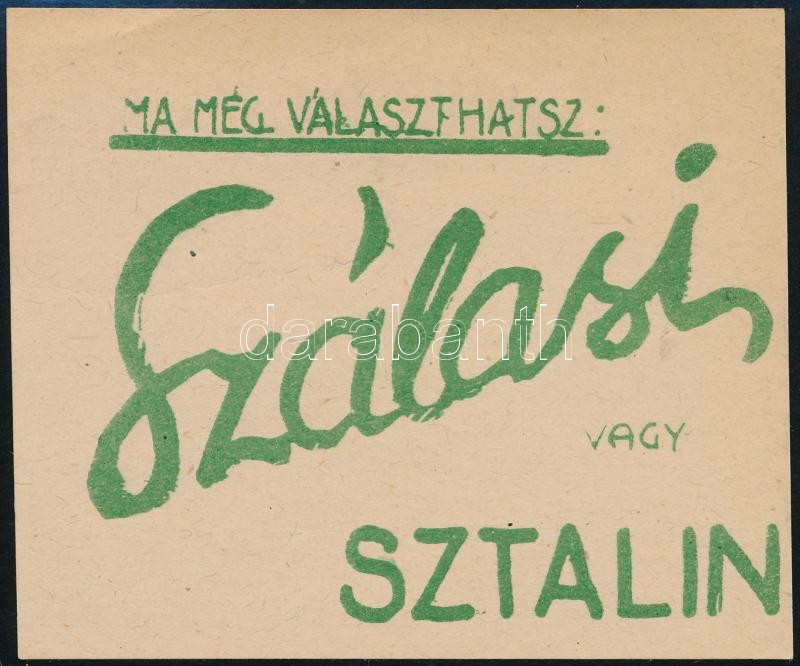 MA MÉG VÁLASZTHATSZ:
Szálasi
VAGY
SZTALIN
darabanth